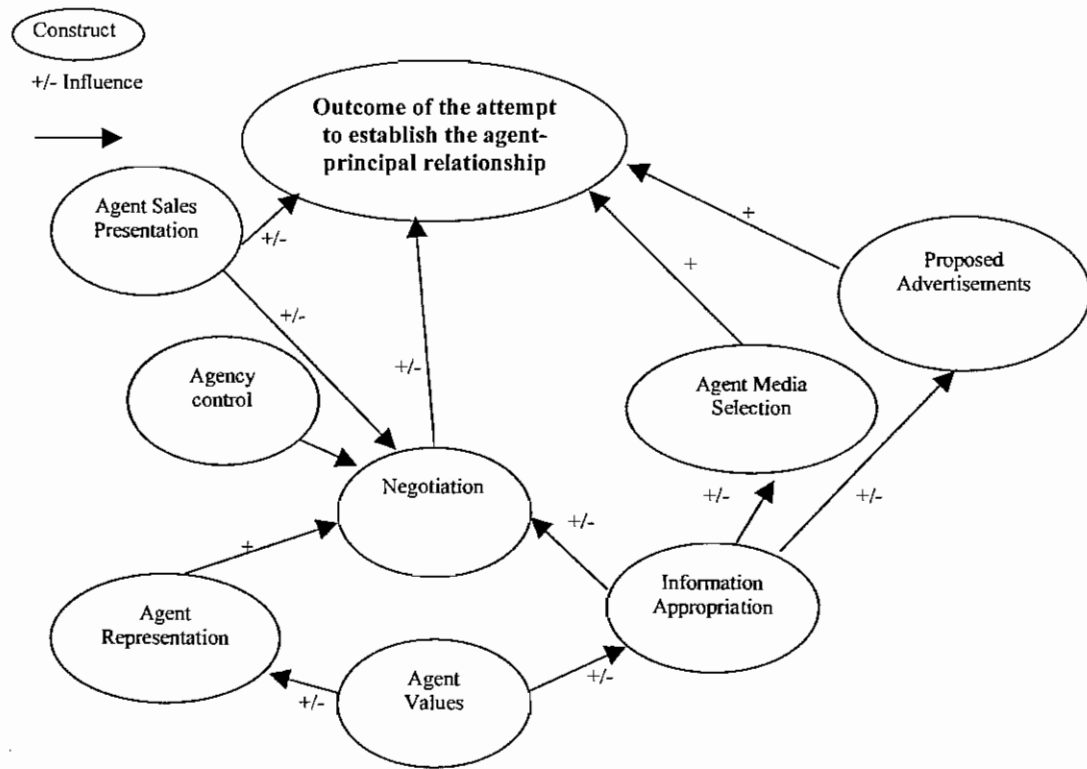 Construct
+/- Influence
Outcome of the attempt
to establish the agent-
principal relationship
Agent Sales
Presentation
+/-
+
Proposed
Advertisements
+
+/-
Agency
control
+/-
Agent Media
Selection
Negotiation
+/-
+/-
+/-
+
Information
Appropriation
Agent
Representation
+/-
+/-
Agent
Values